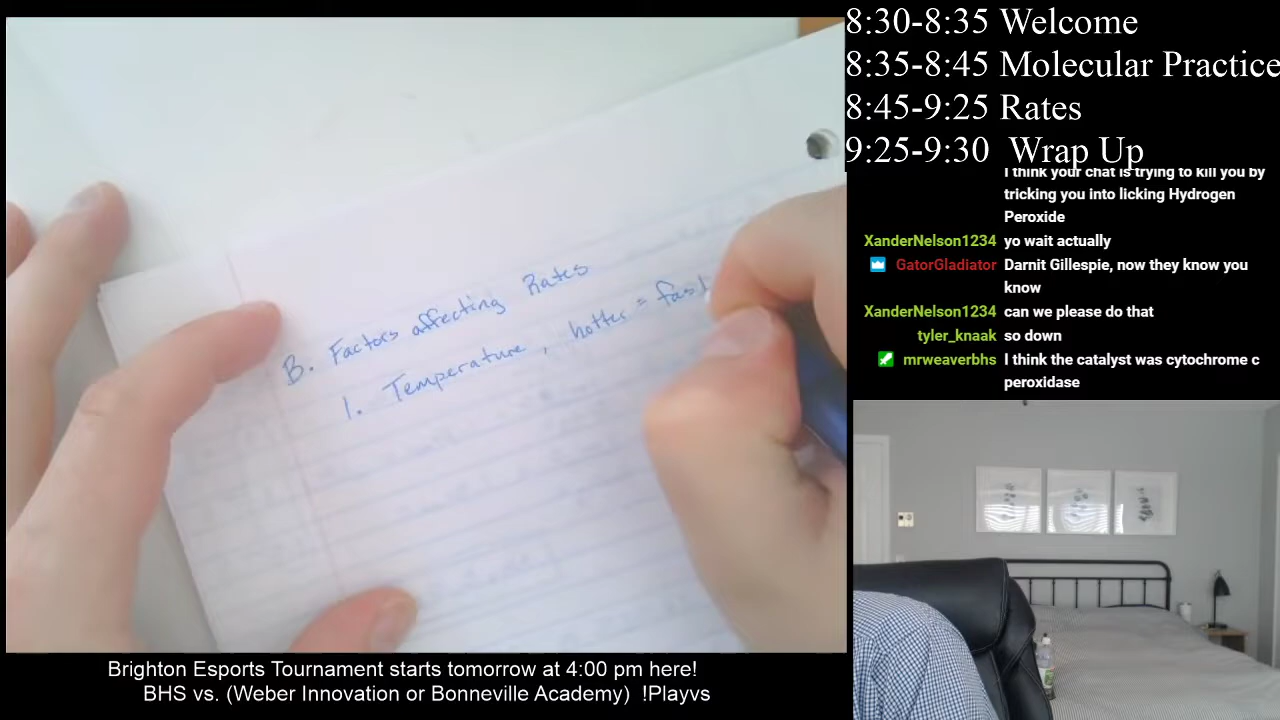 8:30-8:35 Welcome
8:35-8:45 Molecular Practice
8:45-9:25 Rates
9:25-9:30 Wrap Up
B. Factors affecting Rates
1. Temperature, hotter = fast
I think your chat is trying to kill you by
tricking you into licking Hydrogen
Peroxide
XanderNelson1234 yo wait actually
GatorGladiator Darnit Gillespie, now they know you
know
XanderNelson1234 can we please do that
tyler_knaak so down
mrweaverbhs I think the catalyst was cytochrome c
peroxidase
Brighton Esports Tournament starts tomorrow at 4:00 pm here!
BHS vs. (Weber Innovation or Bonneville Academy) !Playvs